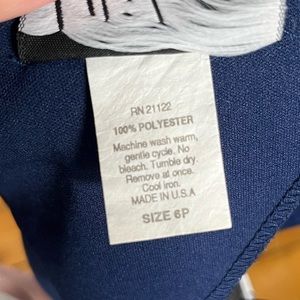 RN 21122
100% POLYESTER
Machine wash warm,
gentle cycle. No
bleach. Tumble dry.
Remove at once.
Cool iron.
MADE IN U.S.A
SIZE 6P